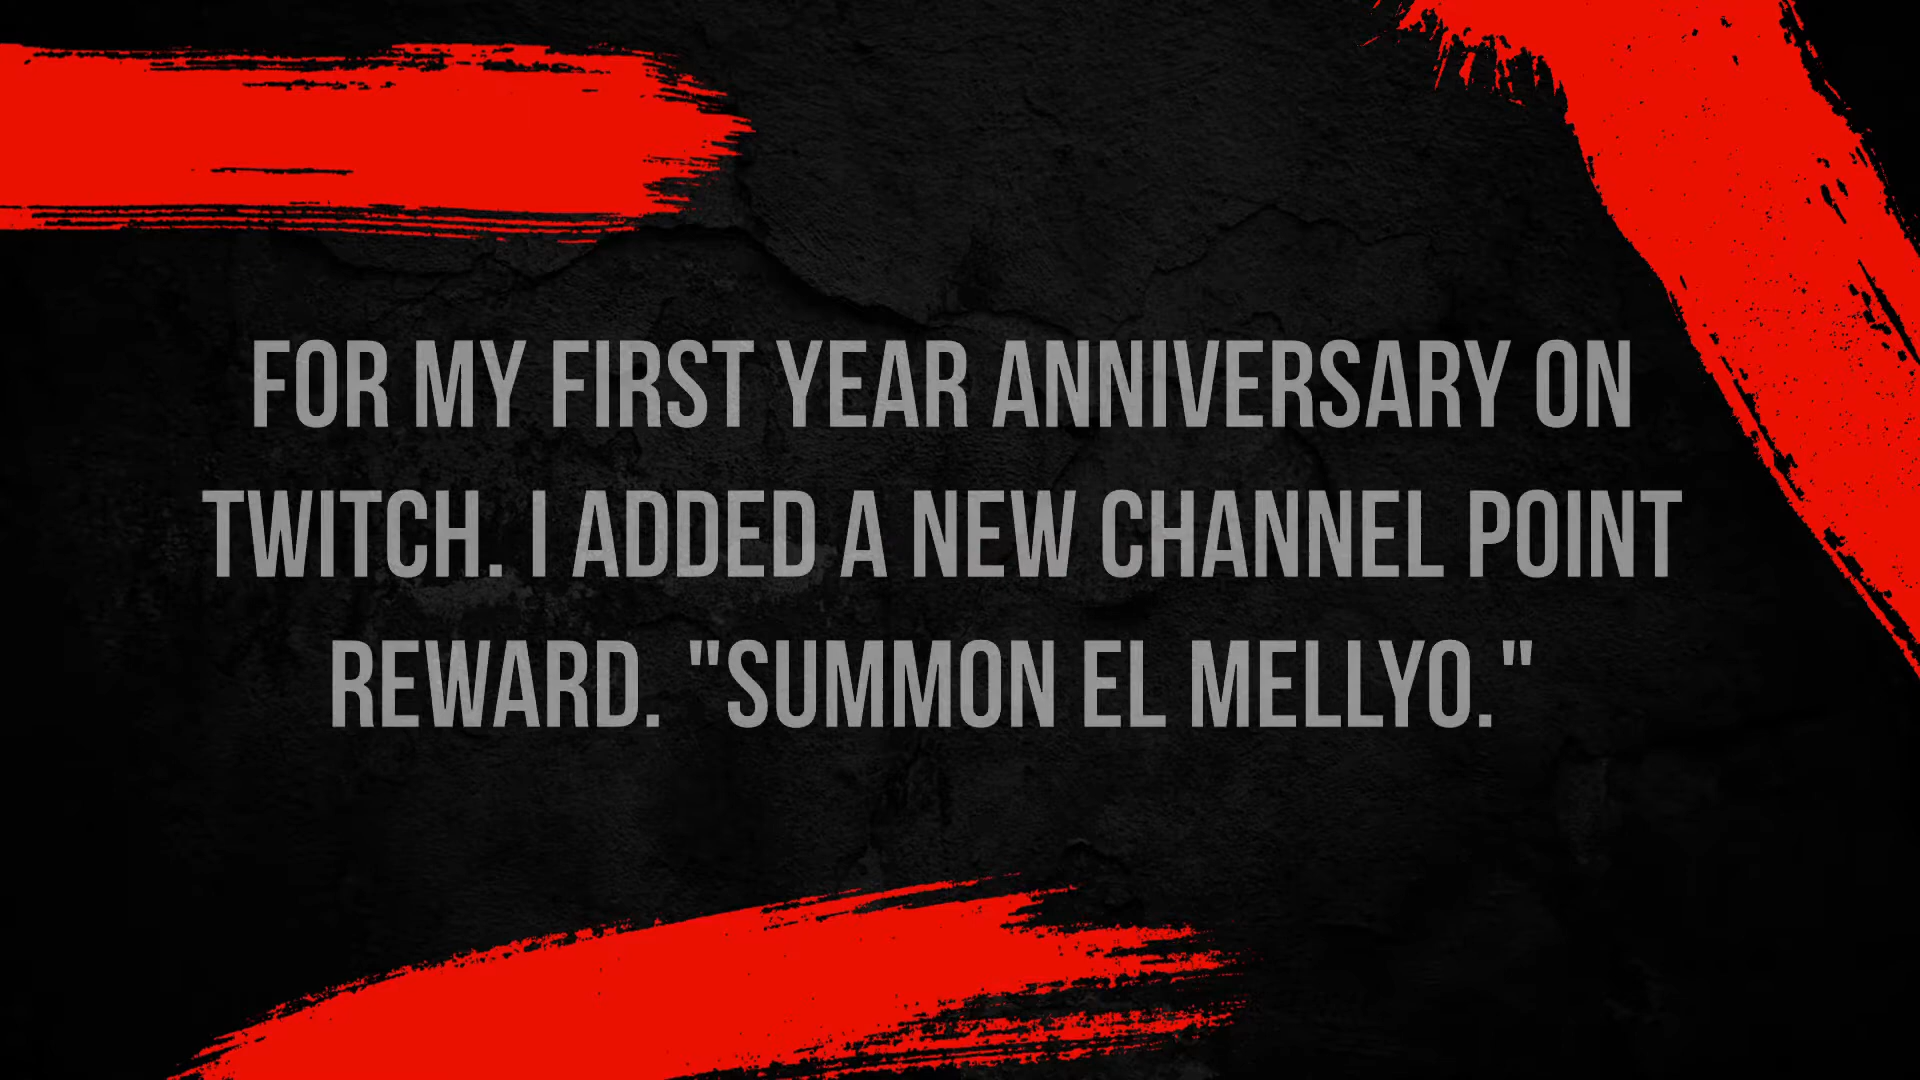 FOR MY FIRST YEAR ANNIVERSARY ON
TWITCH. I ADDED A NEW CHANNEL POINT
REWARD. "SUMMON EL MELLYO."